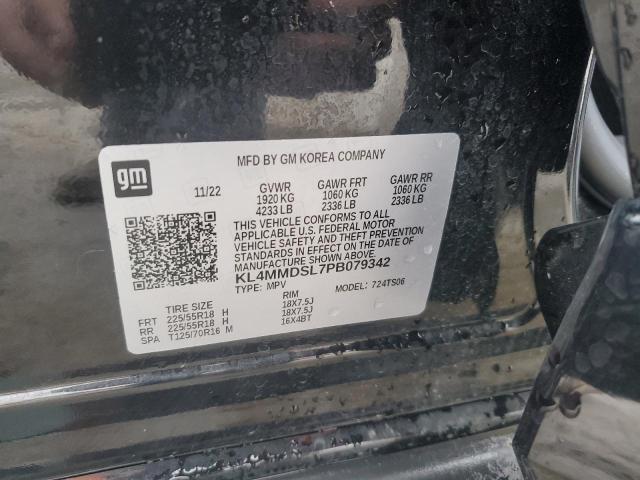 MFD BY GM KOREA COMPANY
gm
11/22 GVWR GAWR FRT GAWR RR
1920 KG 1060 KG 1060 KG
4233 LB 2336 LB 2336 LB
THIS VEHICLE CONFORMS TO ALL
APPLICABLE U.S. FEDERAL MOTOR
VEHICLE SAFETY AND THEFT PREVENTION
STANDARDS IN EFFECT ON THE DATE OF
MANUFACTURE SHOWN ABOVE.
KL4MMDSL7PB079342
TYPE: MPV MODEL: 724TS06
TIRE SIZE RIM
FRT 225/55R18 H 18X7.5J
RR 225/55R18 H 18X7.5J
SPA T125/70R16 M 16X4BT